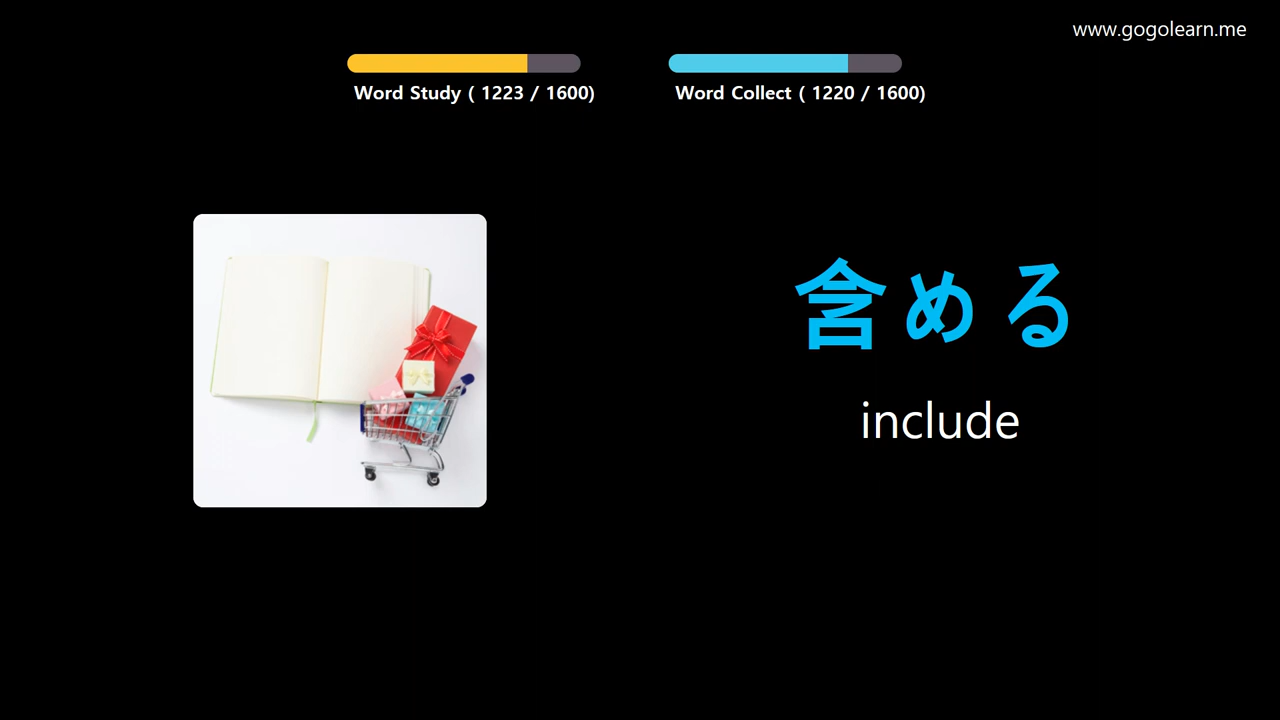 www.gogolearn.me
Word Study ( 1223 / 1600)
Word Collect ( 1220 / 1600)
含める
include